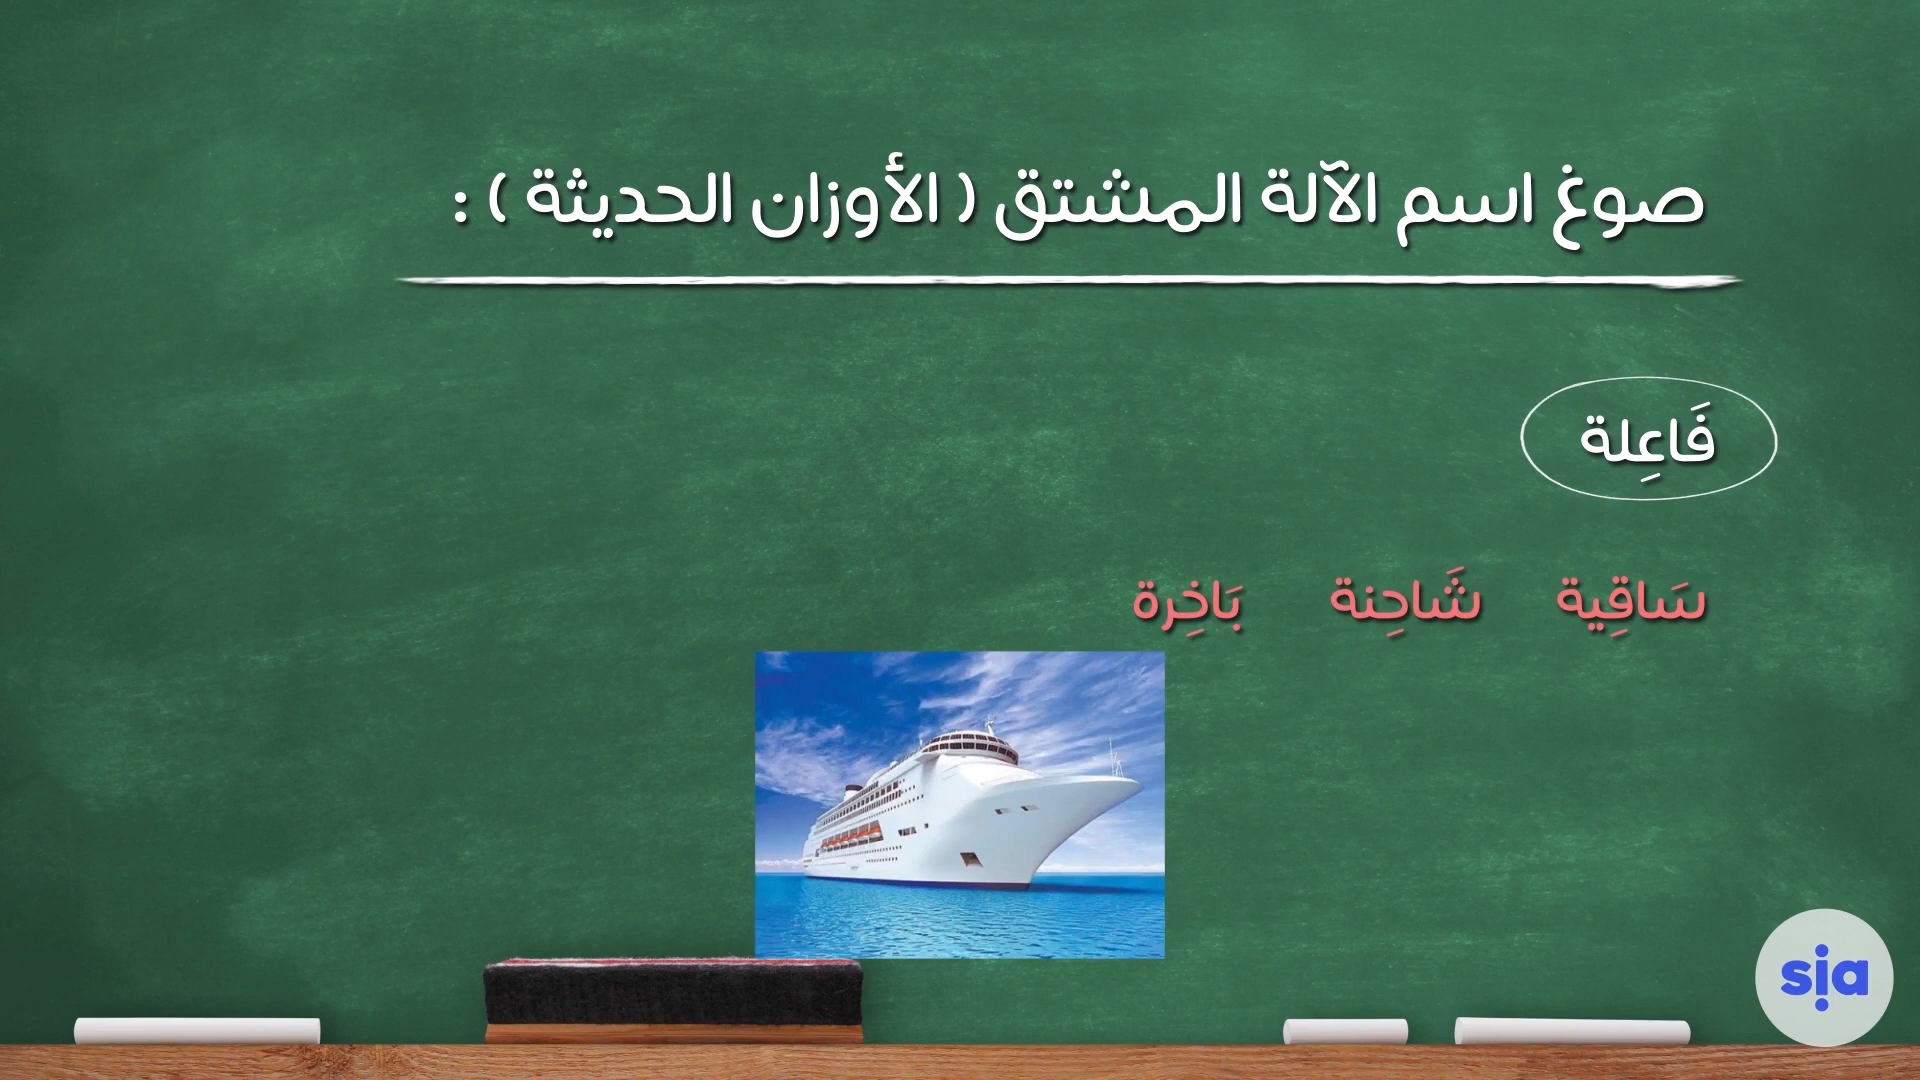 صوغ اسم الآلة المشتق ( الأوزان الحديثة ) :
فَاعِلة
سَاقِية شَاحِنة بَاخِرة
sia